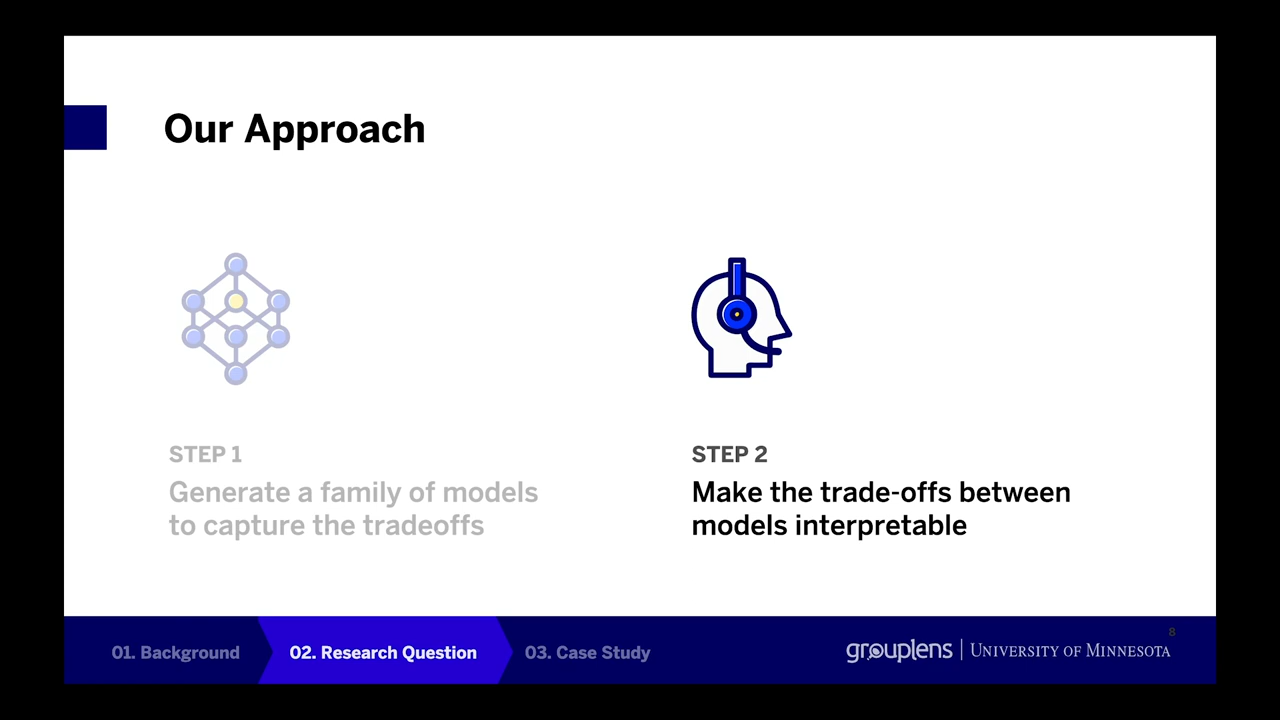 Our Approach
STEP 1
Generate a family of models
to capture the tradeoffs
STEP 2
Make the trade-offs between
models interpretable
8
01. Background
02. Research Question
03. Case Study
grouplens
UNIVERSITY OF MINNESOTA